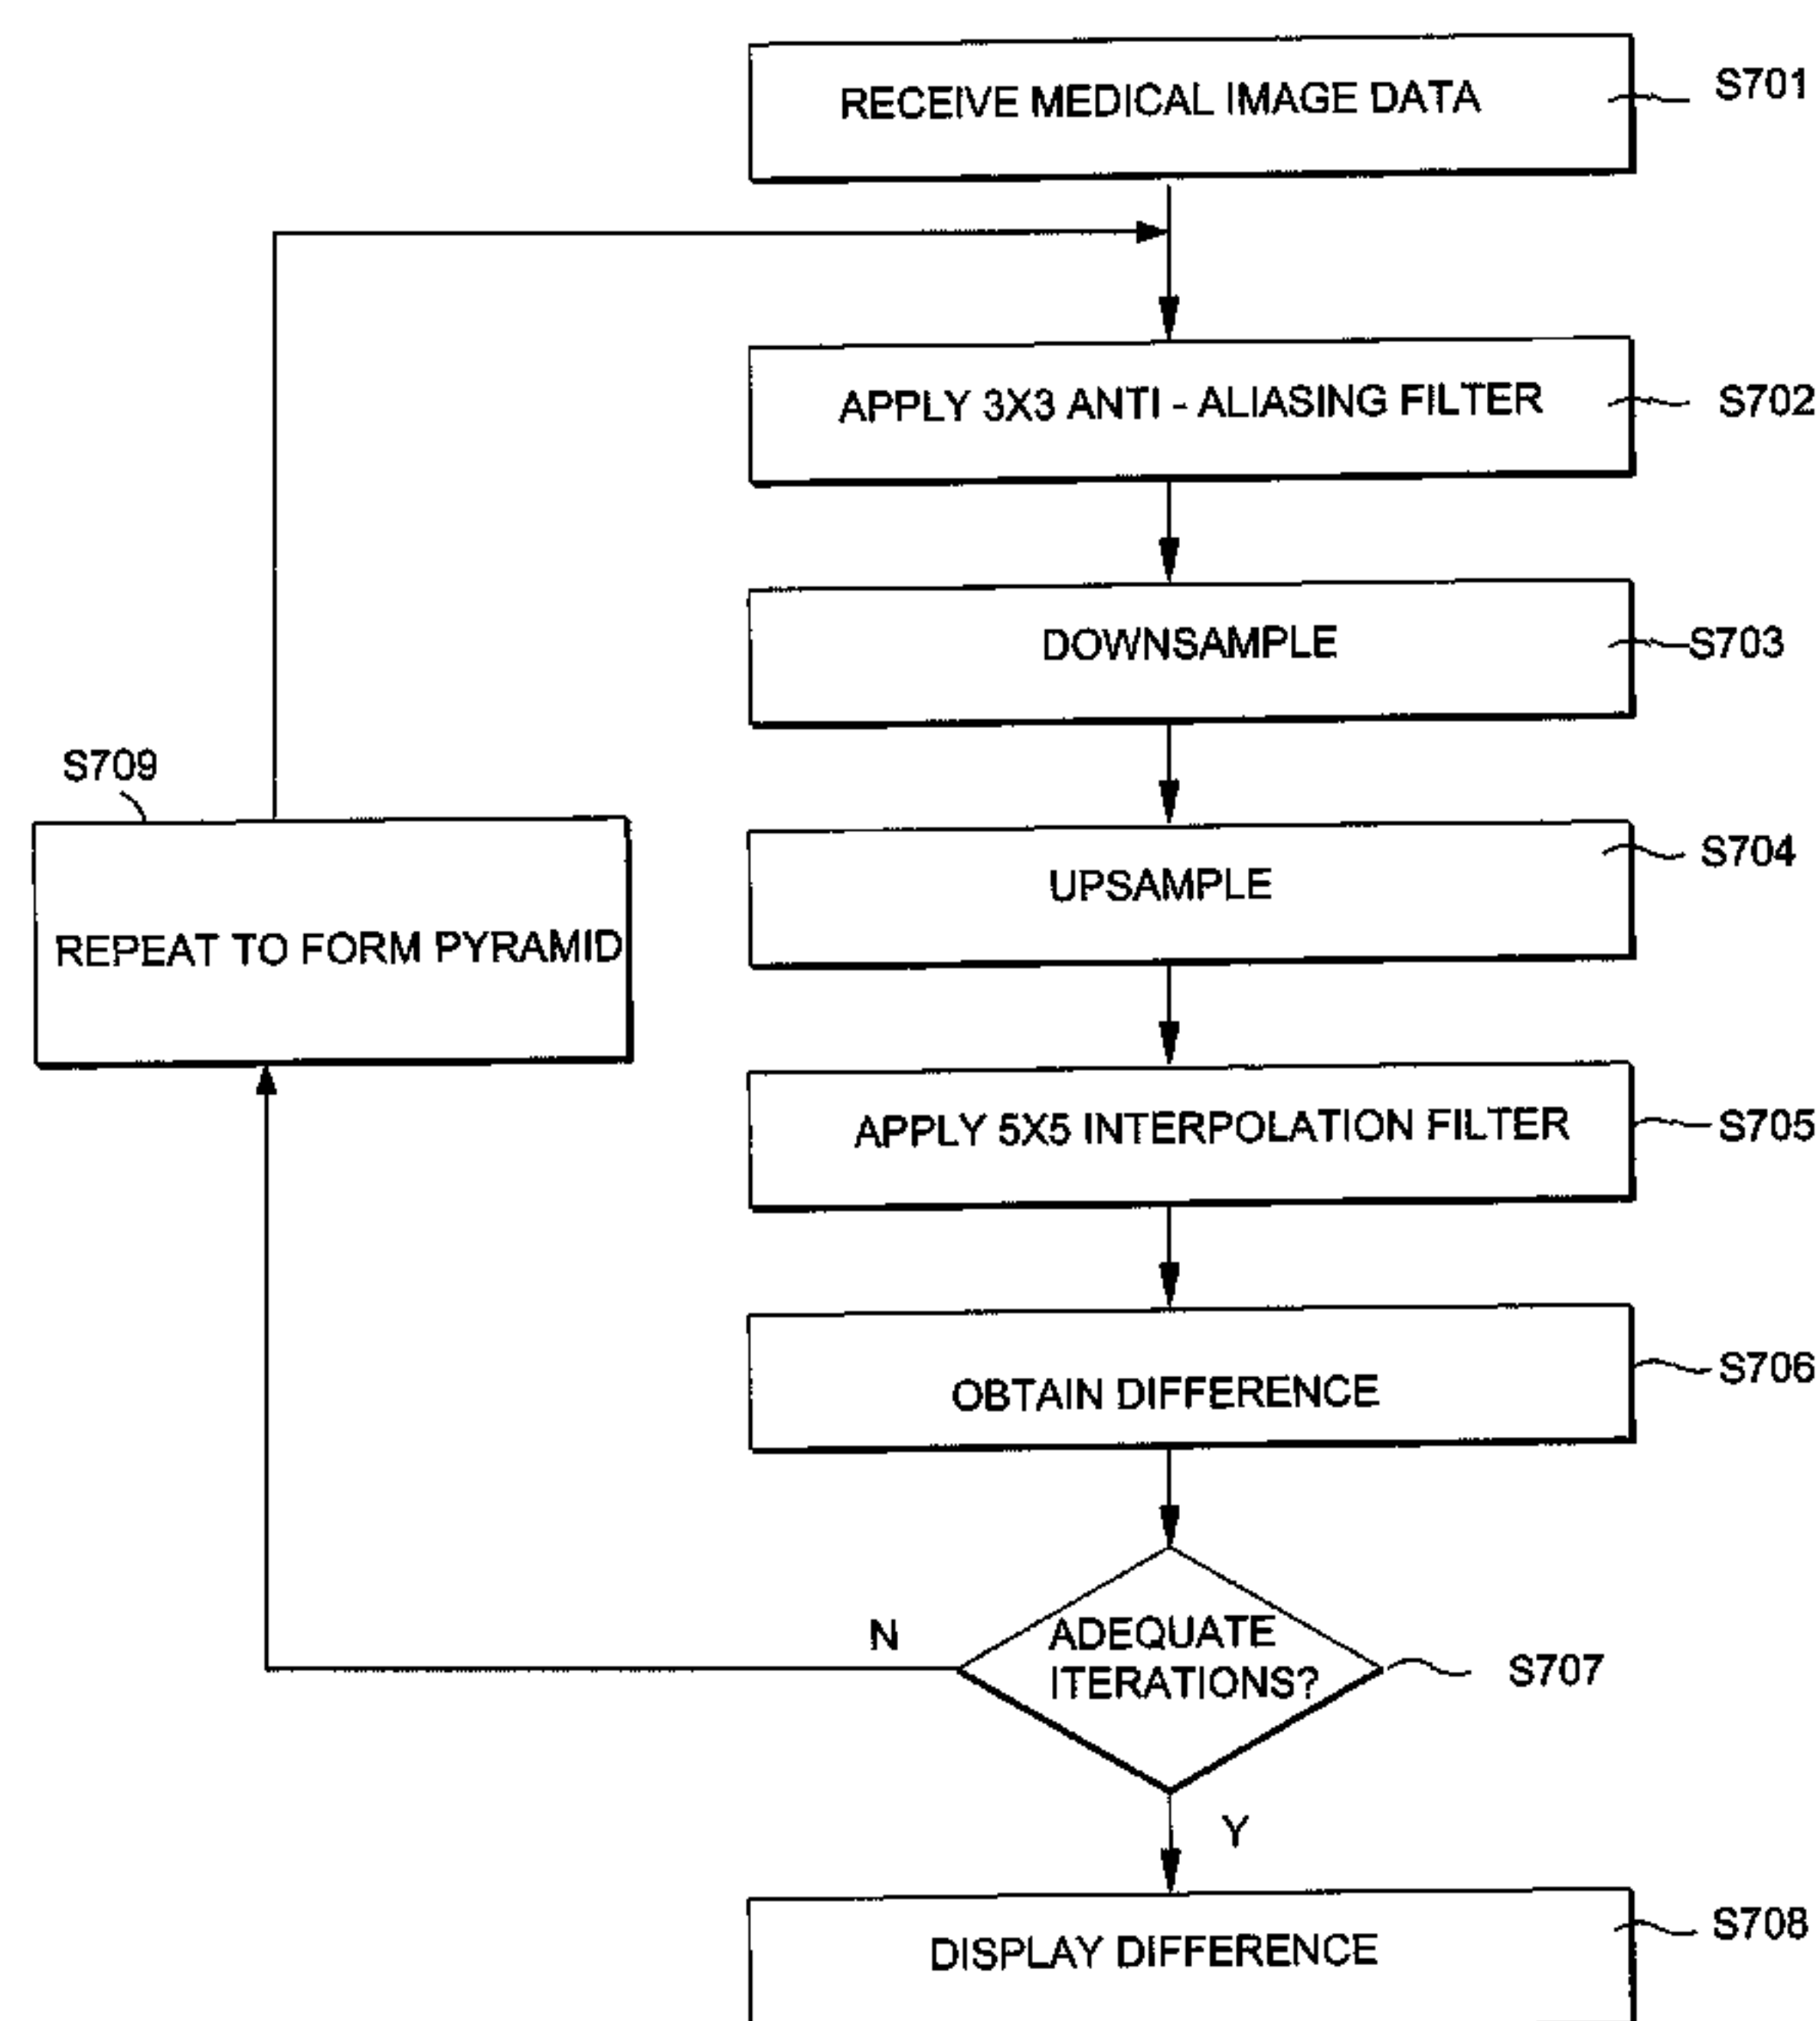 RECEIVE MEDICAL IMAGE DATA
S701
APPLY 3X3 ANTI - ALIASING FILTER
S702
DOWNSAMPLE
S703
S709
UPSAMPLE
S704
REPEAT TO FORM PYRAMID
APPLY 5X5 INTERPOLATION FILTER
S705
OBTAIN DIFFERENCE
S706
N
ADEQUATE
ITERATIONS?
S707
Y
DISPLAY DIFFERENCE
S708